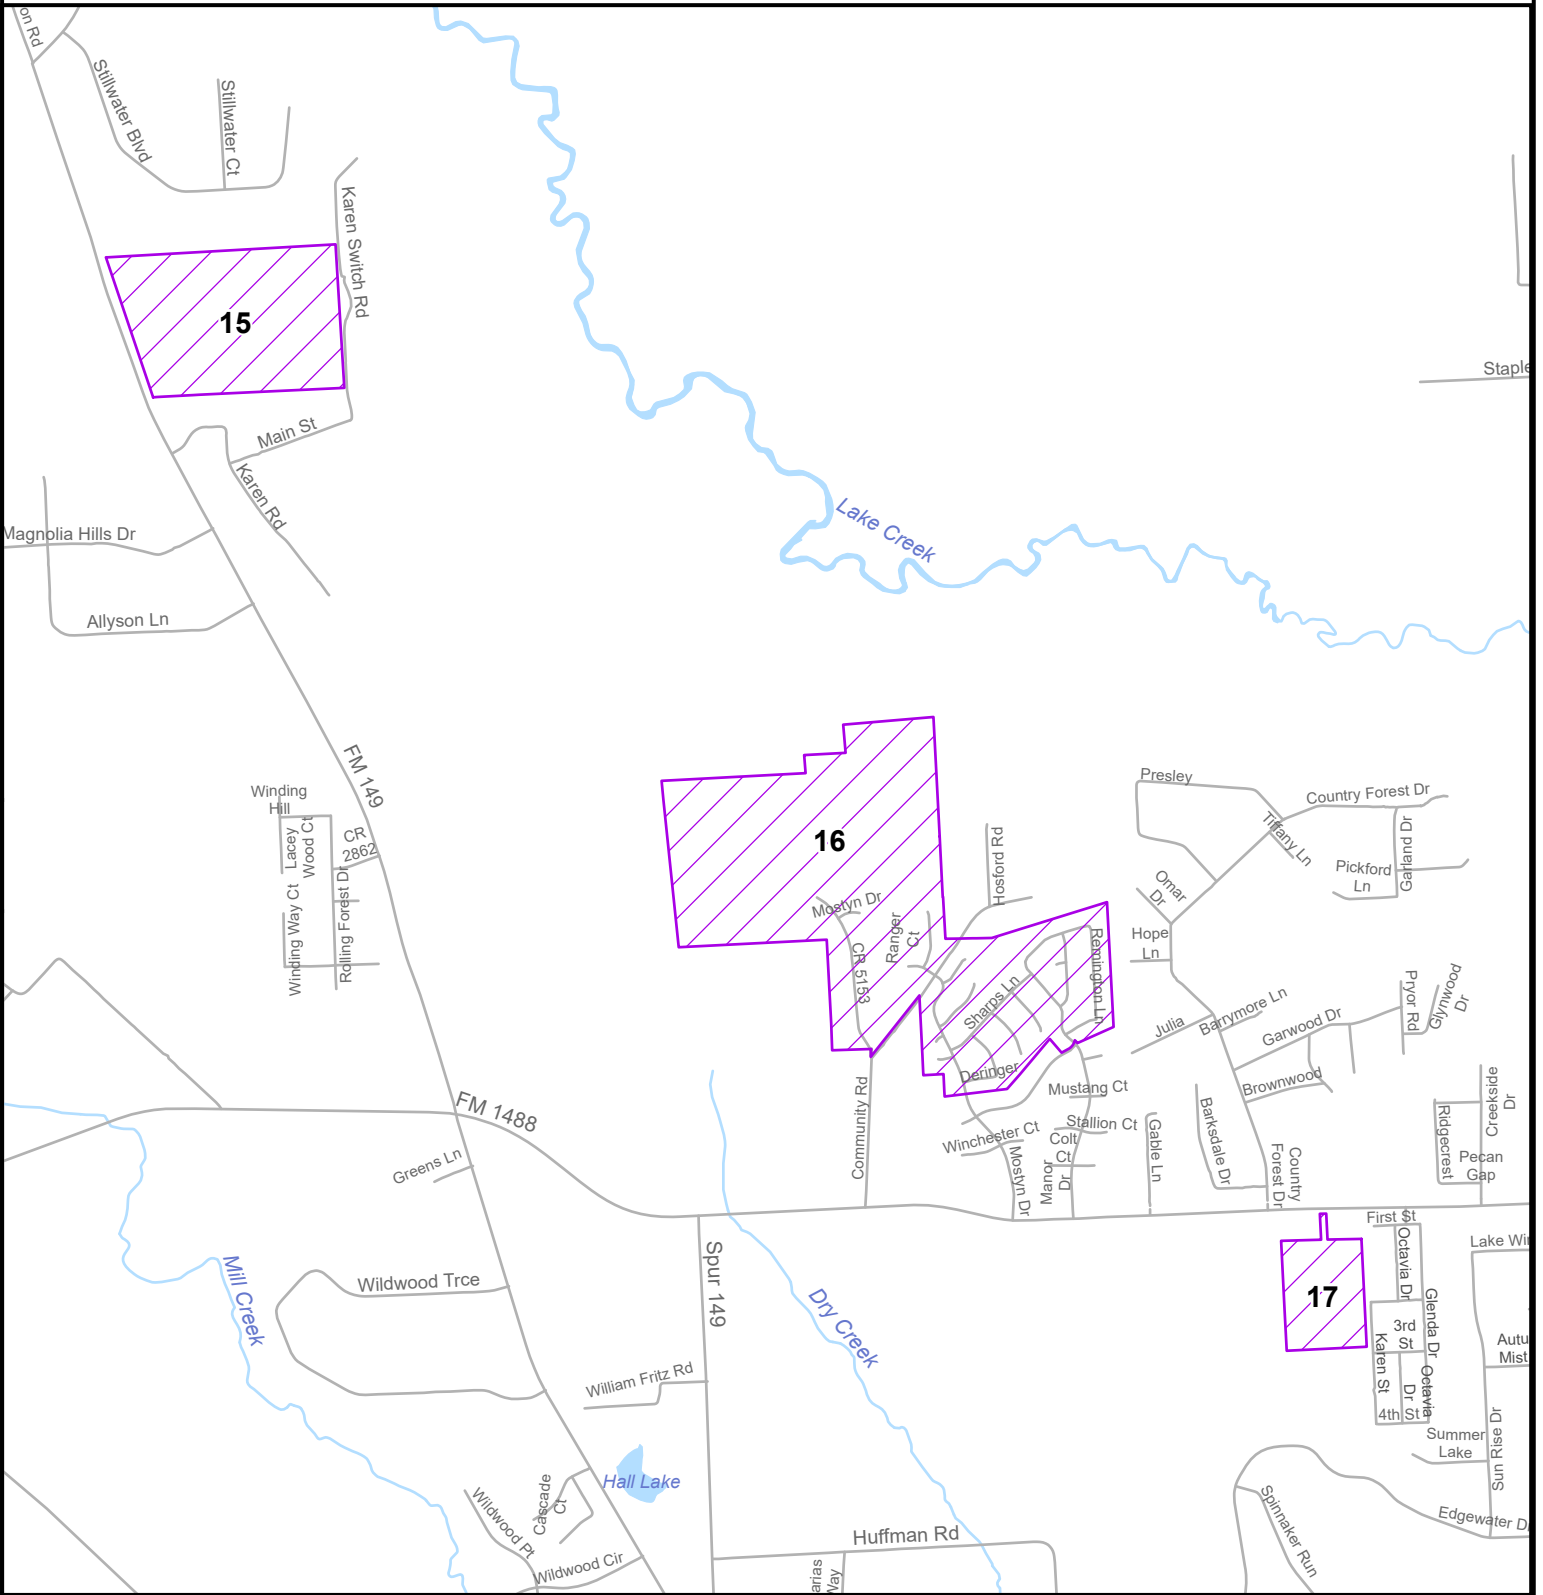 on Rd
Stillwater Blvd
Stillwater Ct
Karen Switch Rd
15
Staple
Main St
Karen Rd
Lake Creek
Magnolia Hills Dr
Allyson Ln
FM 149
Winding
Hill
Lacey
Wood Ct
CR
2862
Winding Way Ct
Rolling Forest Dr
16
Mostyn Dr
Ranger
Ct
CR 5153
Hosford Rd
Sharps Ln
Remington Ln
Deringer
Presley
Country Forest Dr
Tiffany Ln
Garland Dr
Pickford
Ln
Omar
Dr
Hope
Ln
Julia
Barrymore Ln
Garwood Dr
Pryor Rd
Glynwood
Dr
Brownwood
Mustang Ct
Stallion Ct
Colt
Ct
Winchester Ct
Mostyn Dr
Manor
Dr
Community Rd
Gable Ln
Barksdale Dr
Country
Forest Dr
Ridgecrest
Creekside
Dr
Pecan
Gap
FM 1488
Greens Ln
Mill Creek
Wildwood Trce
Spur 149
Dry Creek
William Fritz Rd
17
First St
Octavia Dr
Glenda Dr
3rd
St
Karen St
Octavia
Dr
4th St
Lake Wi
Autu
Mist
Summer
Lake
Sun Rise Dr
Edgewater D
Spinnaker Run
Hall Lake
Cascade
Ct
Wildwood Pt
Wildwood Cir
Huffman Rd
arias
Way